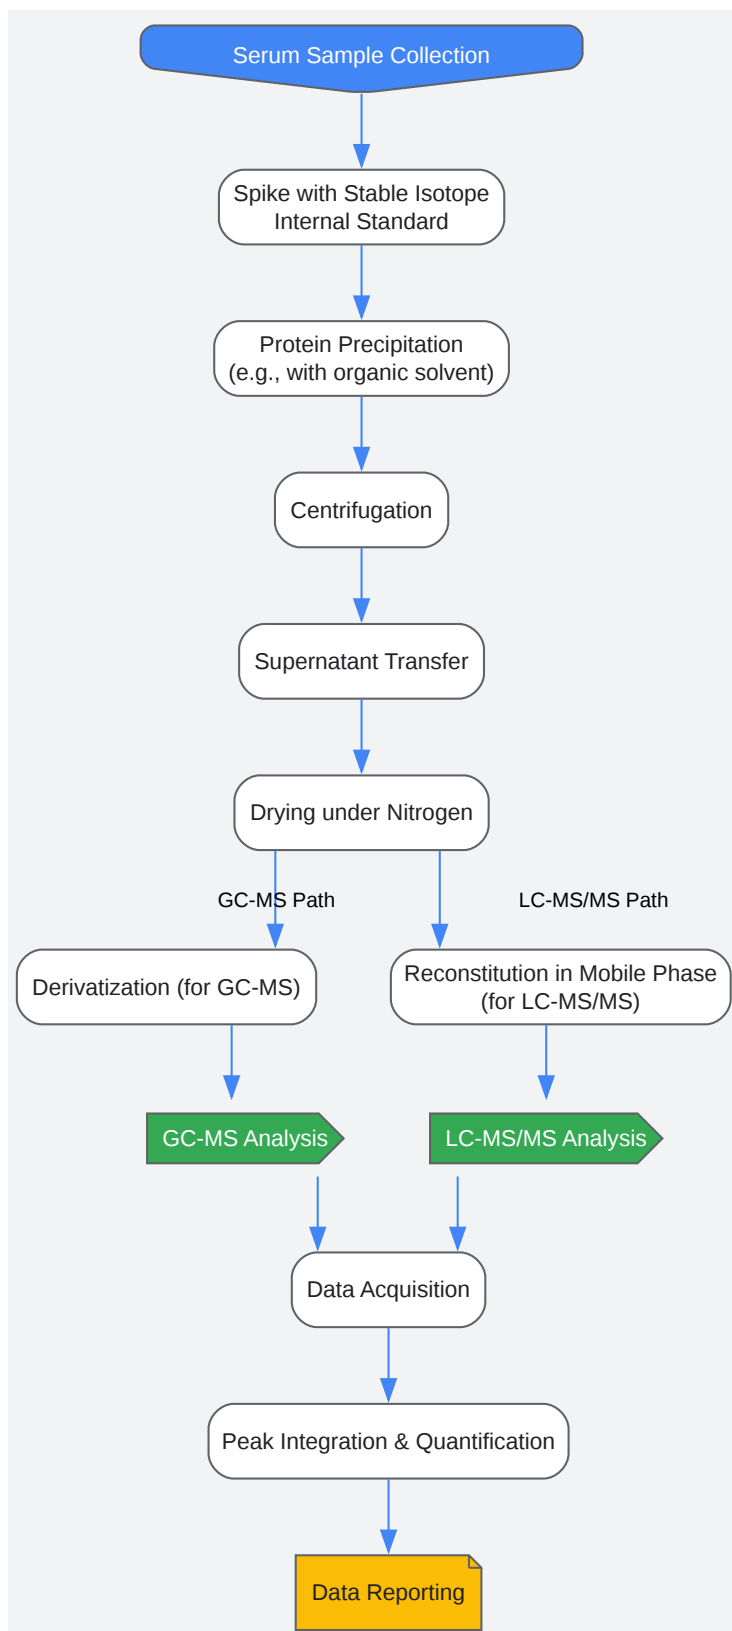 Serum Sample Collection
Spike with Stable Isotope
Internal Standard
Protein Precipitation
(e.g., with organic solvent)
Centrifugation
Supernatant Transfer
Drying under Nitrogen
GC-MS Path
LC-MS/MS Path
Derivatization (for GC-MS)
Reconstitution in Mobile Phase
(for LC-MS/MS)
GC-MS Analysis
LC-MS/MS Analysis
Data Acquisition
Peak Integration & Quantification
Data Reporting